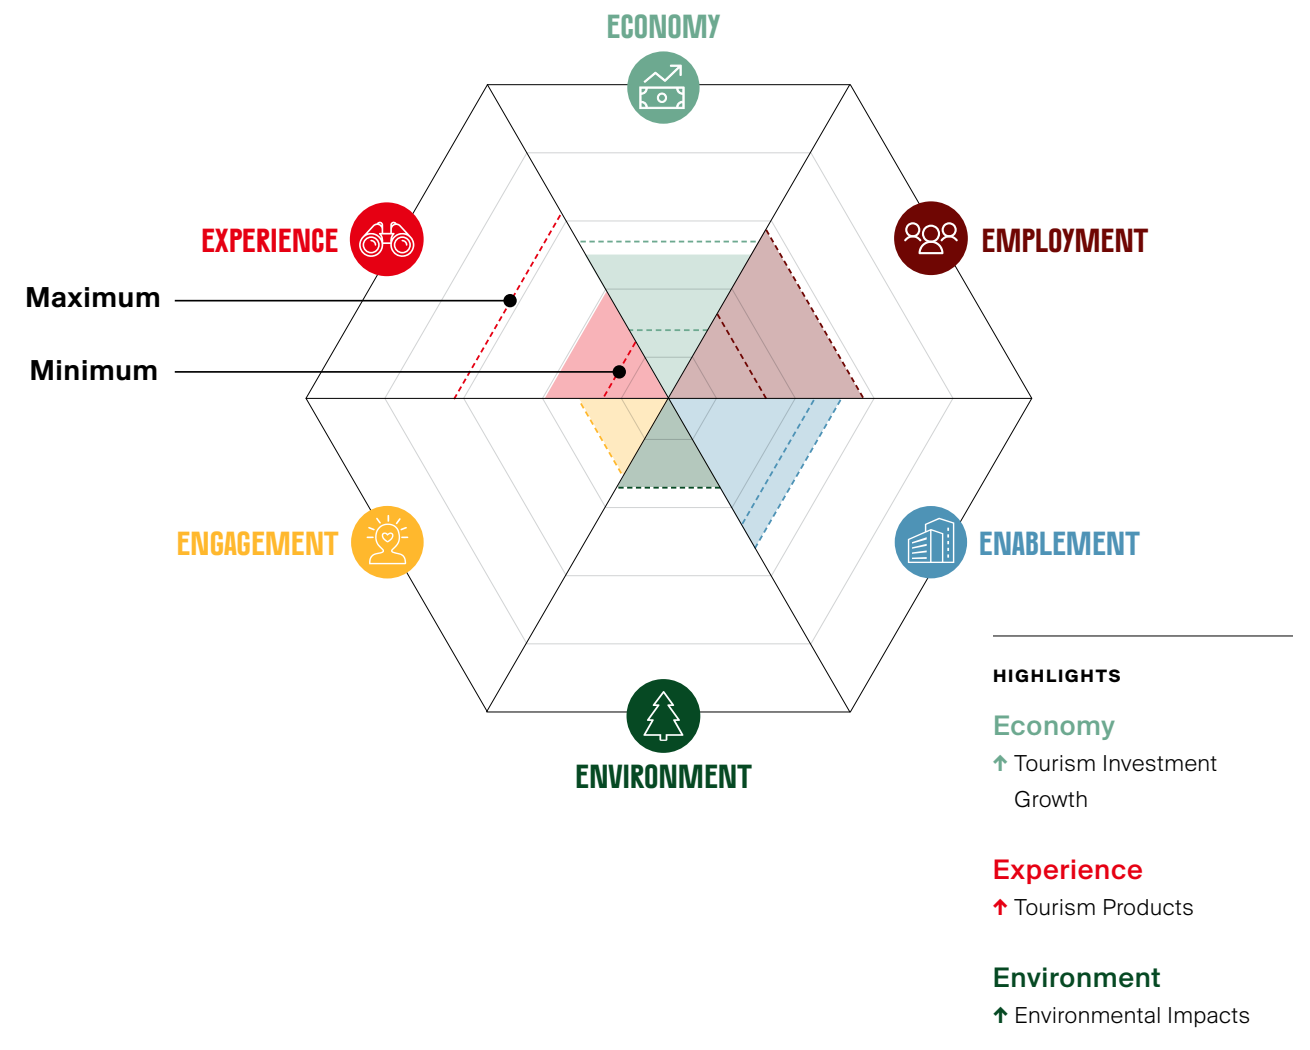 ECONOMY
EXPERIENCE
EMPLOYMENT
Maximum
Minimum
ENGAGEMENT
ENABLEMENT
ENVIRONMENT
HIGHLIGHTS
Economy
↑ Tourism Investment
Growth
Experience
↑ Tourism Products
Environment
↑ Environmental Impacts